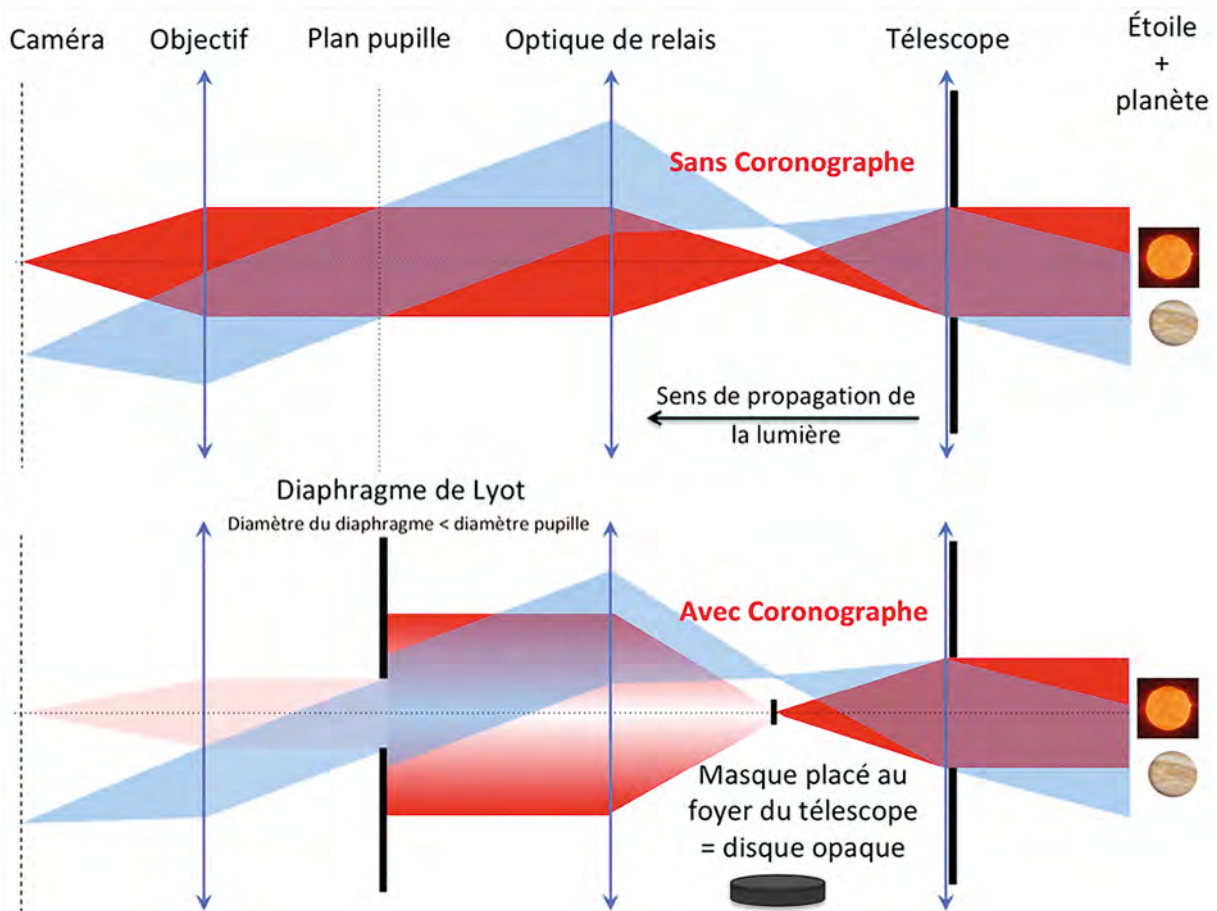 Caméra
Objectif
Plan pupille
Optique de relais
Télescope
Étoile
+
planète
Sans Coronographe
Sens de propagation de
la lumière
Diaphragme de Lyot
Diamètre du diaphragme < diamètre pupille
Avec Coronographe
Masque placé au
foyer du télescope
= disque opaque